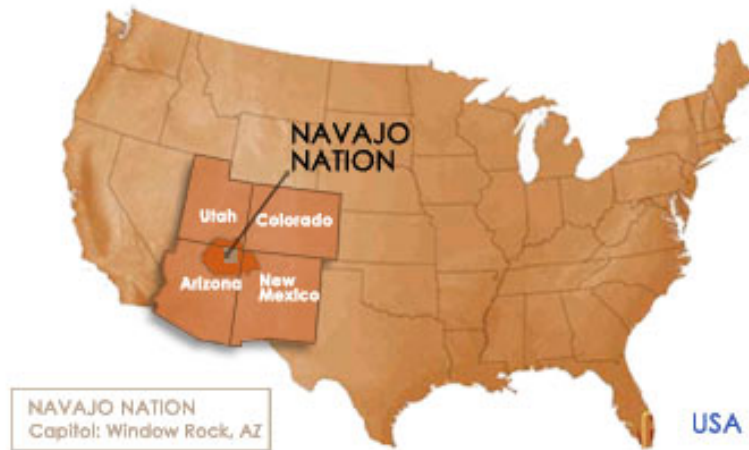 NAVAJO
NATION
Utah
Colorado
Arizona
New
Mexico
NAVAJO NATION
Capitol: Window Rock, AZ
USA